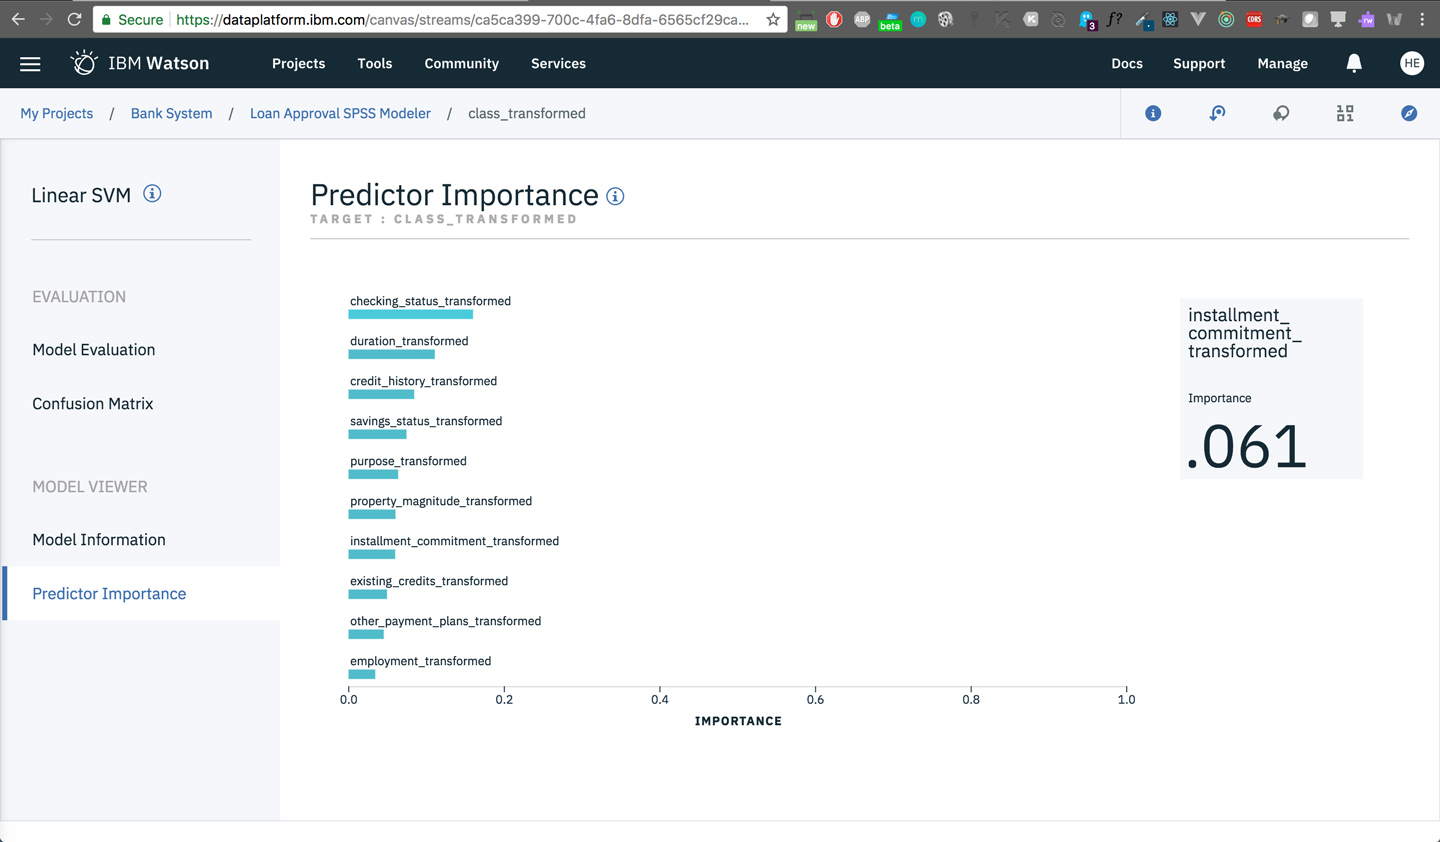 Secure https://dataplatform.ibm.com/canvas/streams/ca5ca399-700c-4fa6-8dfa-6565cf29ca...
new ABP beta 3 ƒ? CORS rw
IBM Watson Projects Tools Community Services Docs Support Manage HE
My Projects / Bank System / Loan Approval SPSS Modeler / class_transformed
Linear SVM
EVALUATION
Model Evaluation
Confusion Matrix
MODEL VIEWER
Model Information
Predictor Importance
Predictor Importance
TARGET : CLASS_TRANSFORMED
checking_status_transformed
duration_transformed
credit_history_transformed
savings_status_transformed
purpose_transformed
property_magnitude_transformed
installment_commitment_transformed
existing_credits_transformed
other_payment_plans_transformed
employment_transformed
0.0 0.2 0.4 0.6 0.8 1.0
IMPORTANCE
installment_
commitment_
transformed
Importance
.061